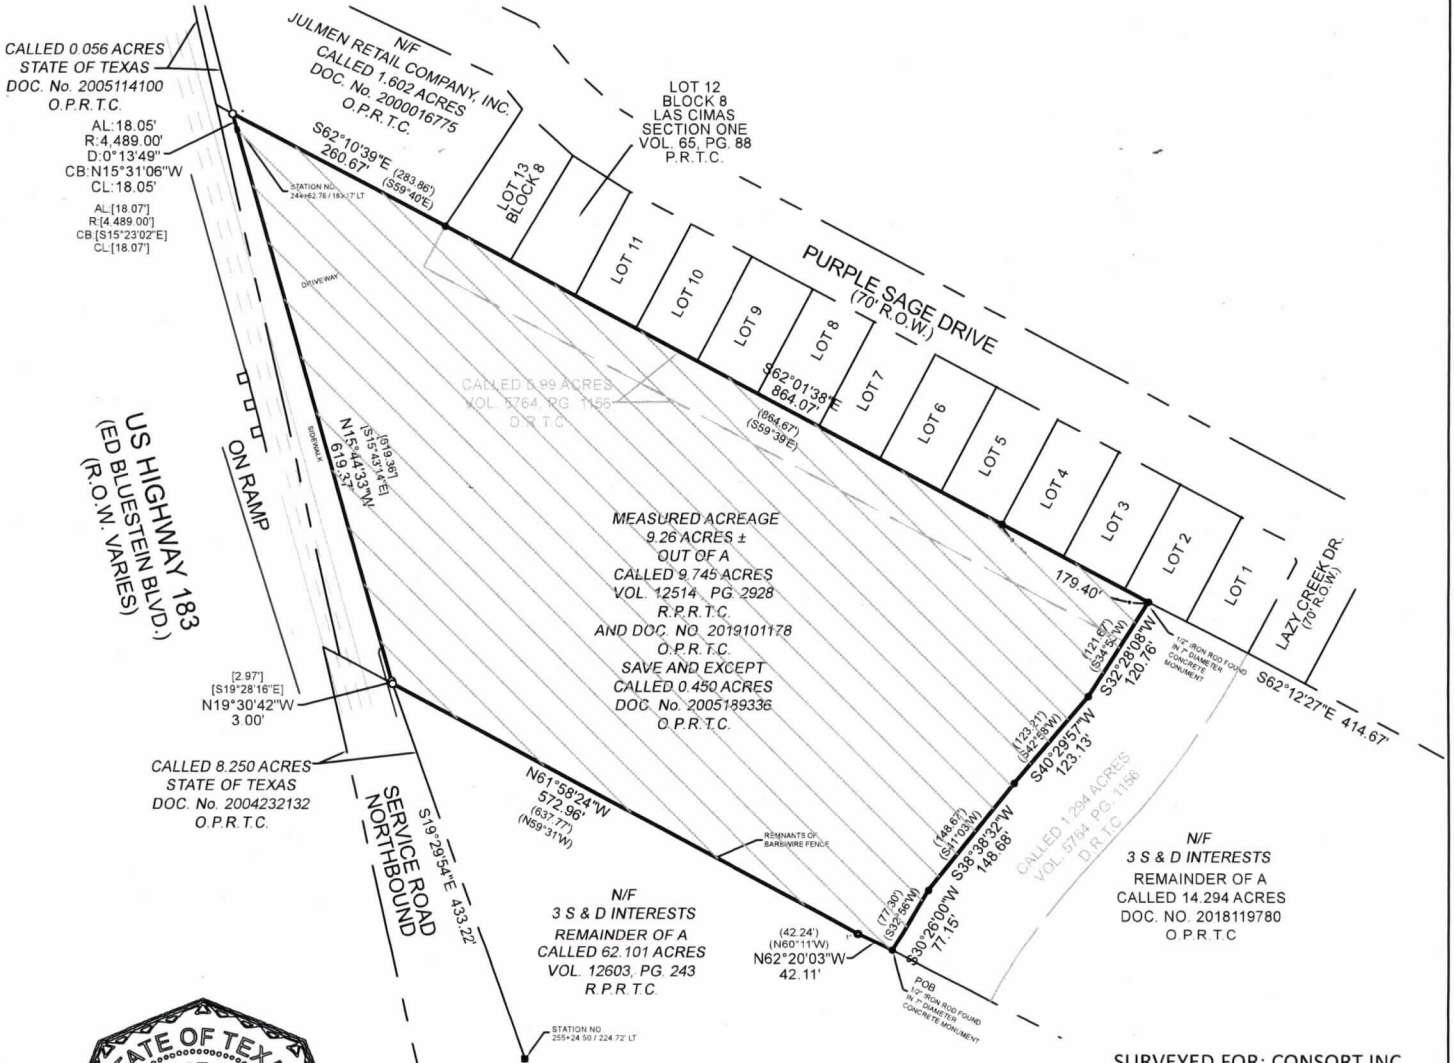 CALLED 0.056 ACRES
STATE OF TEXAS
DOC. No. 2005114100
O.P.R.T.C.
AL:18.05'
R:4,489.00'
D:0°13'49"
CB:N15°31'06"W
CL:18.05'
AL:[18.07']
R:[4,489.00']
CB:[S15°23'02"E]
CL:[18.07']
N/F
JULMEN RETAIL COMPANY, INC.
CALLED 1.602 ACRES
DOC. No. 2000016775
O.P.R.T.C.
S62°10'39"E
260.67'
(283.86')
(S59°40'E)
STATION NO.
LOT 12
BLOCK 8
LAS CIMAS
SECTION ONE
VOL. 65, PG. 88
P.R.T.C.
LOT 13
BLOCK 8
LOT 11
LOT 10
LOT 9
LOT 8
LOT 7
LOT 6
LOT 5
LOT 4
LOT 3
LOT 2
LOT 1
PURPLE SAGE DRIVE
(70' R.O.W.)
LAZY CREEK DR.
(70' R.O.W.)
S62°01'38"E
864.07'
(864.67')
(S59°39'E)
DRIVEWAY
SIDEWALK
CALLED 5.99 ACRES
VOL. 5764, PG. 1156
D.R.T.C
[619.36']
[S15°43'14"E]
N15°44'33"W
619.37'
US HIGHWAY 183
(ED BLUESTEIN BLVD.)
(R.O.W. VARIES)
ON RAMP
MEASURED ACREAGE
9.26 ACRES ±
OUT OF A
CALLED 9.745 ACRES
VOL. 12514 PG. 2928
R.P.R.T.C.
AND DOC. NO. 2019101178
O.P.R.T.C.
SAVE AND EXCEPT
CALLED 0.450 ACRES
DOC. No. 2005189336
O.P.R.T.C.
179.40'
1/2" IRON ROD FOUND
IN 7" DIAMETER
CONCRETE
MONUMENT
(121.67')
S32°28'08"W
120.76'
S62°12'27"E 414.67'
(123.21')
(S42°58'W)
S40°29'57"W
123.13'
(148.67')
(S41°03'W)
S38°38'32"W
148.68'
(77.30')
(S32°56'W)
S30°26'00"W
77.15'
CALLED 1.294 ACRES
VOL. 5764 PG. 1156
D.R.T.C
[2.97']
[S19°28'16"E]
N19°30'42"W
3.00'
CALLED 8.250 ACRES
STATE OF TEXAS
DOC. No. 2004232132
O.P.R.T.C.
SERVICE ROAD
NORTHBOUND
S19°29'54"E 433.22'
N61°58'24"W
572.96'
(637.77')
(N59°31'W)
REMNANTS OF
BARBWIRE FENCE
N/F
3 S & D INTERESTS
REMAINDER OF A
CALLED 62.101 ACRES
VOL. 12603, PG. 243
R.P.R.T.C.
(42.24')
(N60°11'W)
N62°20'03"W
42.11'
POB
1/2" IRON ROD FOUND
IN 7" DIAMETER
CONCRETE MONUMENT
N/F
3 S & D INTERESTS
REMAINDER OF A
CALLED 14.294 ACRES
DOC. NO. 2018119780
O.P.R.T.C
STATION NO.
255+24.50 / 224.72' LT
STATE OF TEXAS
SURVEYED FOR: CONSORT INC